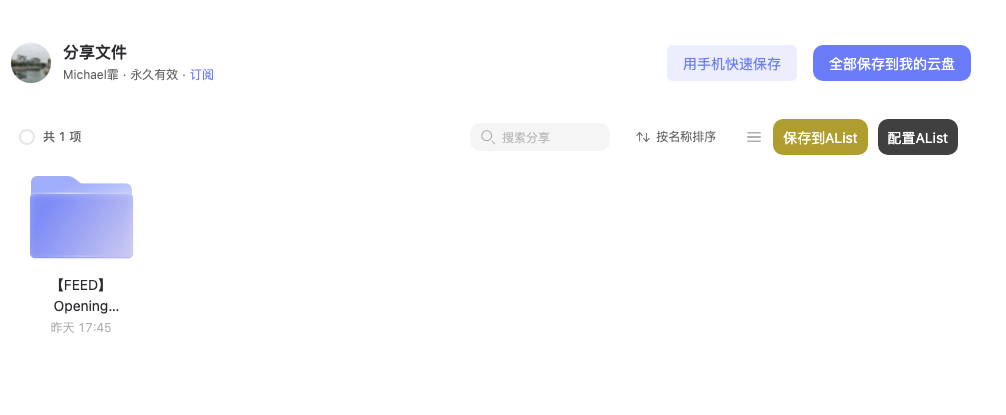 分享文件
Michael霏 · 永久有效 · 订阅
用手机快速保存
全部保存到我的云盘
共 1 项
搜索分享
按名称排序
保存到AList
配置AList
【FEED】
Opening...
昨天 17:45